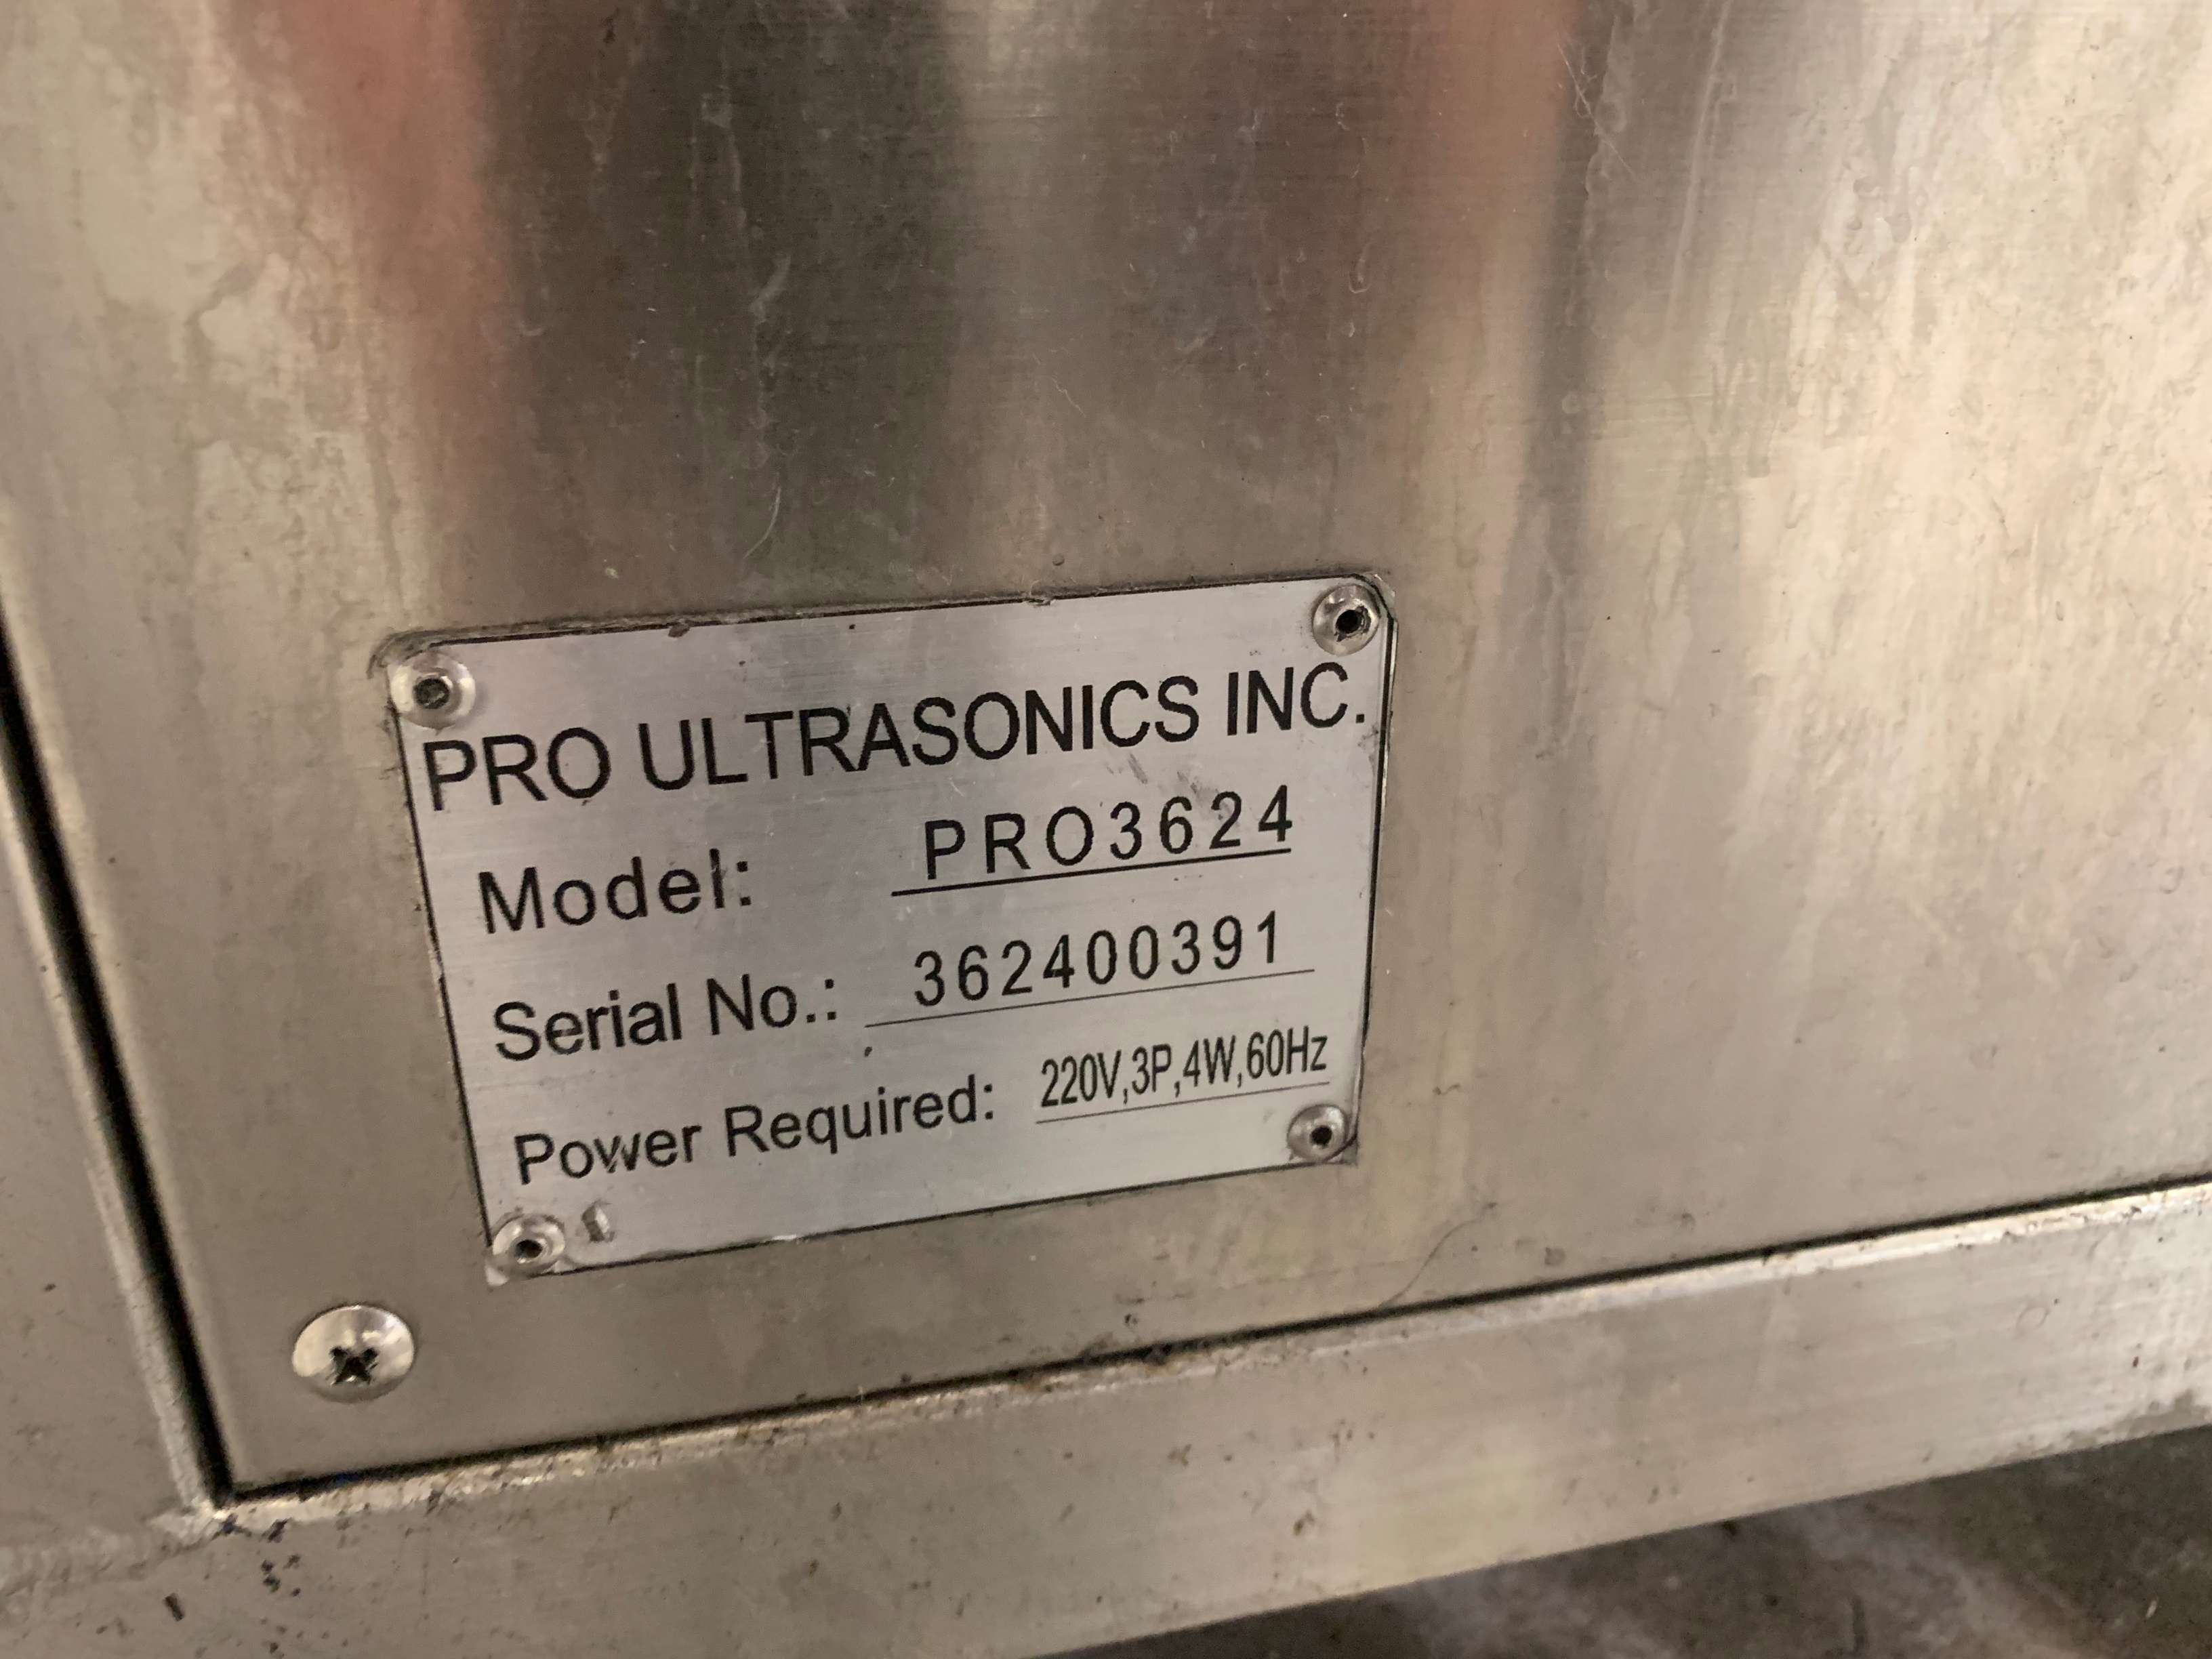 PRO ULTRASONICS INC.
Model: PRO3624
Serial No.: 362400391
Power Required: 220V,3P,4W,60Hz